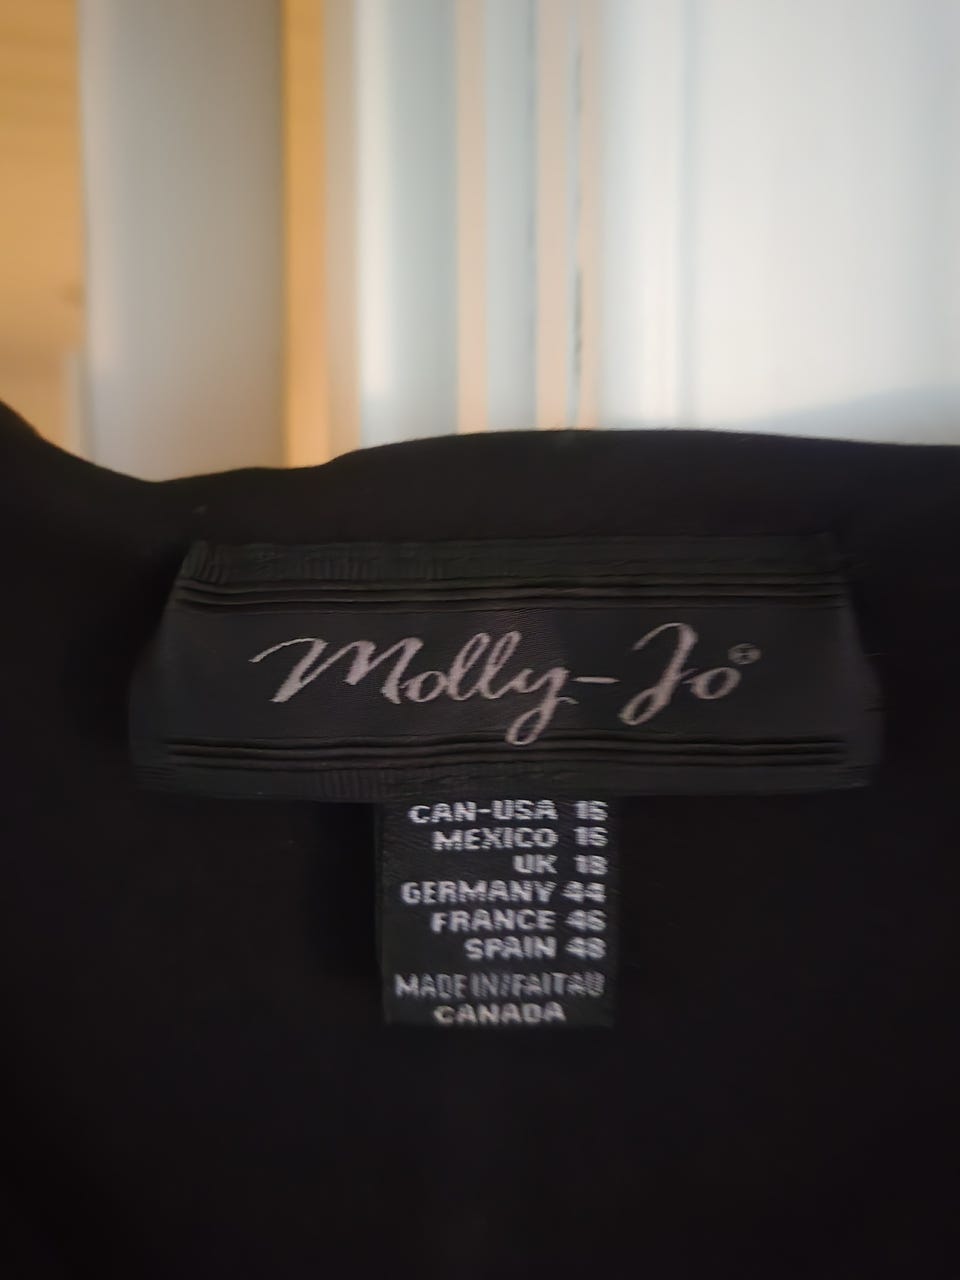 Molly-Jo®
CAN-USA 16
MEXICO 16
UK 18
GERMANY 44
FRANCE 46
SPAIN 48
MADE IN/FAIT AU
CANADA